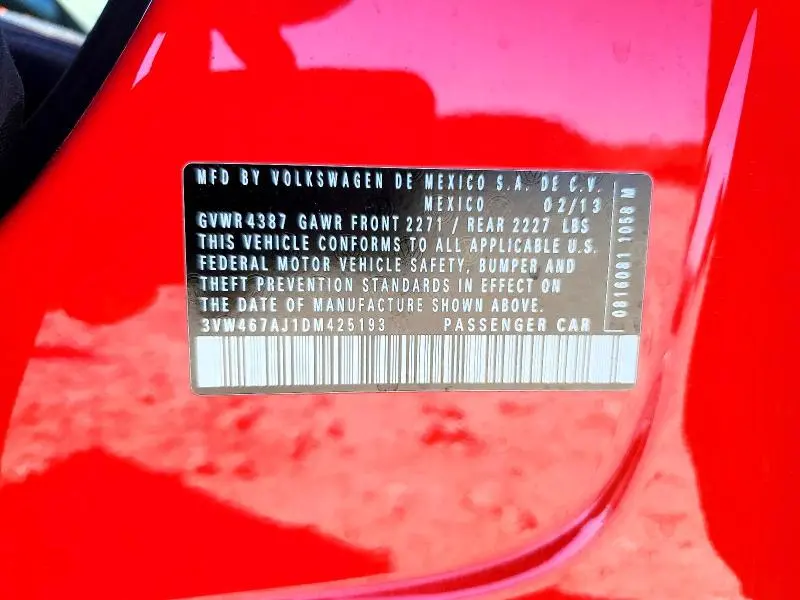 MFD BY VOLKSWAGEN DE MEXICO S.A. DE C.V.
MEXICO 02/13
GVWR 4387 GAWR FRONT 2271 / REAR 2227 LBS
THIS VEHICLE CONFORMS TO ALL APPLICABLE U.S.
FEDERAL MOTOR VEHICLE SAFETY, BUMPER AND
THEFT PREVENTION STANDARDS IN EFFECT ON
THE DATE OF MANUFACTURE SHOWN ABOVE.
3VW467AJ1DM425193 PASSENGER CAR
0816081 1058 M